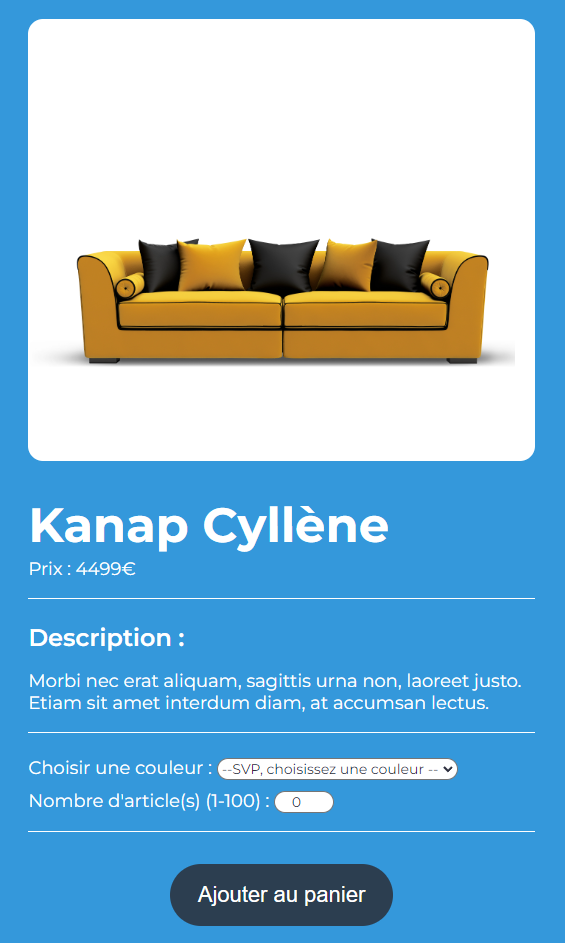 Kanap Cyllène
Prix : 4499€
Description :
Morbi nec erat aliquam, sagittis urna non, laoreet justo.
Etiam sit amet interdum diam, at accumsan lectus.
Choisir une couleur : --SVP, choisissez une couleur --
Nombre d'article(s) (1-100) : 0
Ajouter au panier